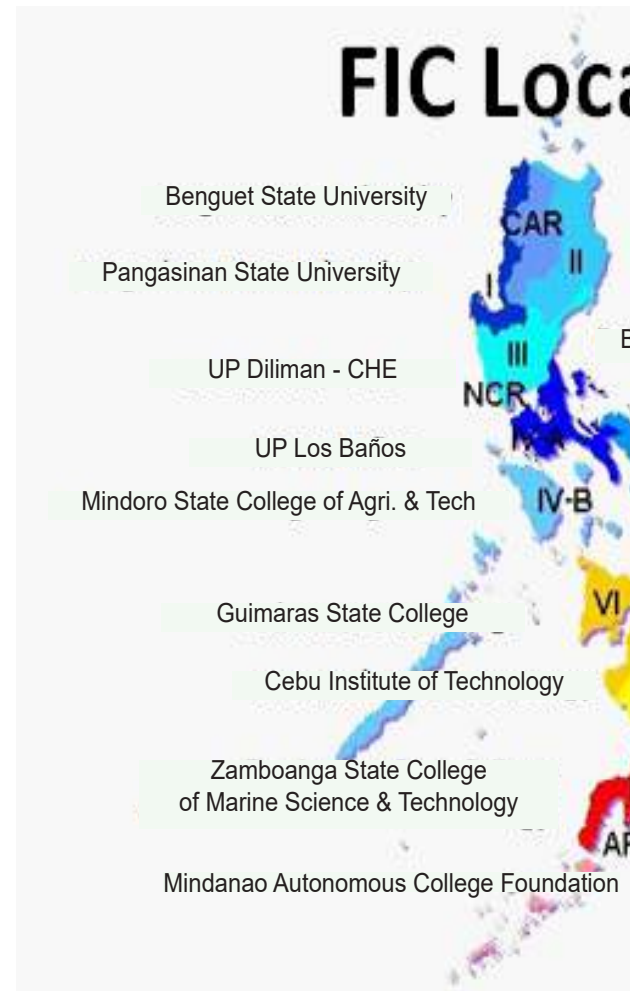 FIC Loca
Benguet State University
CAR
Pangasinan State University
II
I
E
III
UP Diliman - CHE
NCR
UP Los Baños
Mindoro State College of Agri. & Tech
IV-B
Guimaras State College
VI
Cebu Institute of Technology
Zamboanga State College
of Marine Science & Technology
AR
Mindanao Autonomous College Foundation